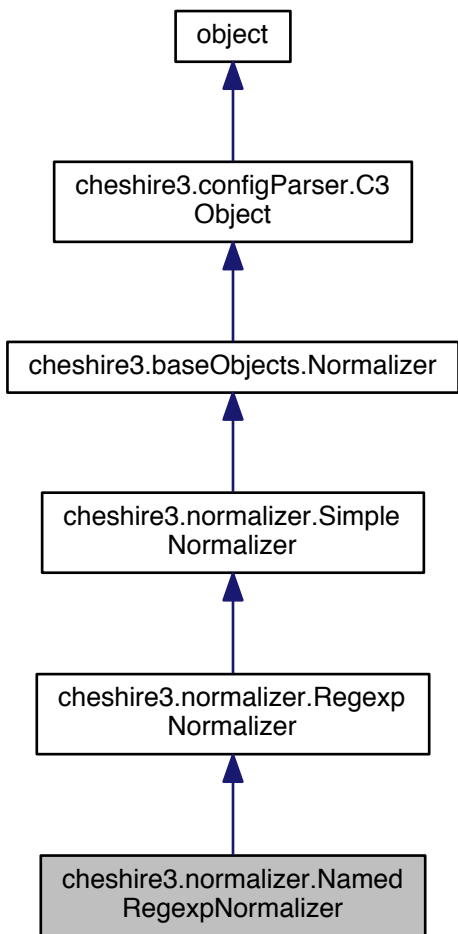 object
cheshire3.configParser.C3
Object
cheshire3.baseObjects.Normalizer
cheshire3.normalizer.Simple
Normalizer
cheshire3.normalizer.Regexp
Normalizer
cheshire3.normalizer.Named
RegexpNormalizer